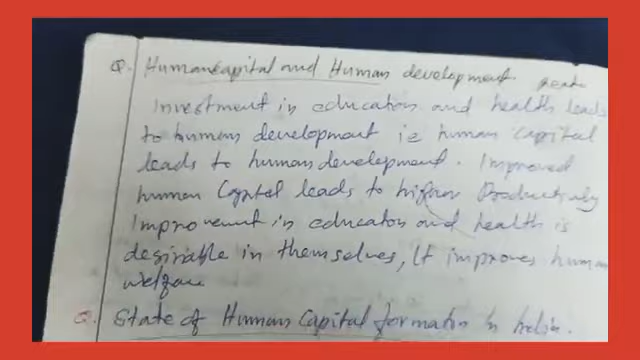 Q. Human capital and Human development.
Investment in education and health leads
to human development ie human capital
leads to human development. Improved
human Capital leads to higher Productivity
Improvement in education and health is
desirable in themselves, It improves human
welfare
Q. State of Human Capital formation in India.